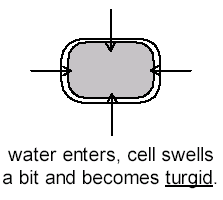 water enters, cell swells
a bit and becomes turgid.